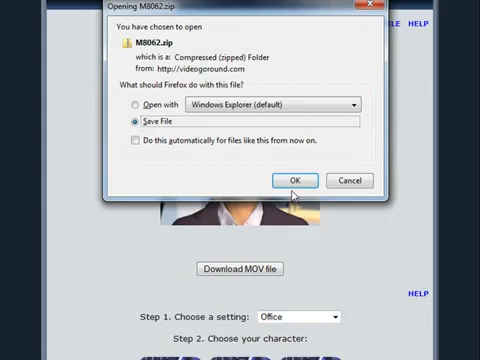 Opening M8062.zip
You have chosen to open
M8062.zip
which is a: Compressed (zipped) Folder
from: http://videogoround.com
What should Firefox do with this file?
Open with Windows Explorer (default)
Save File
Do this automatically for files like this from now on.
OK Cancel
HELP
Download MOV file
HELP
Step 1. Choose a setting: Office
Step 2. Choose your character: